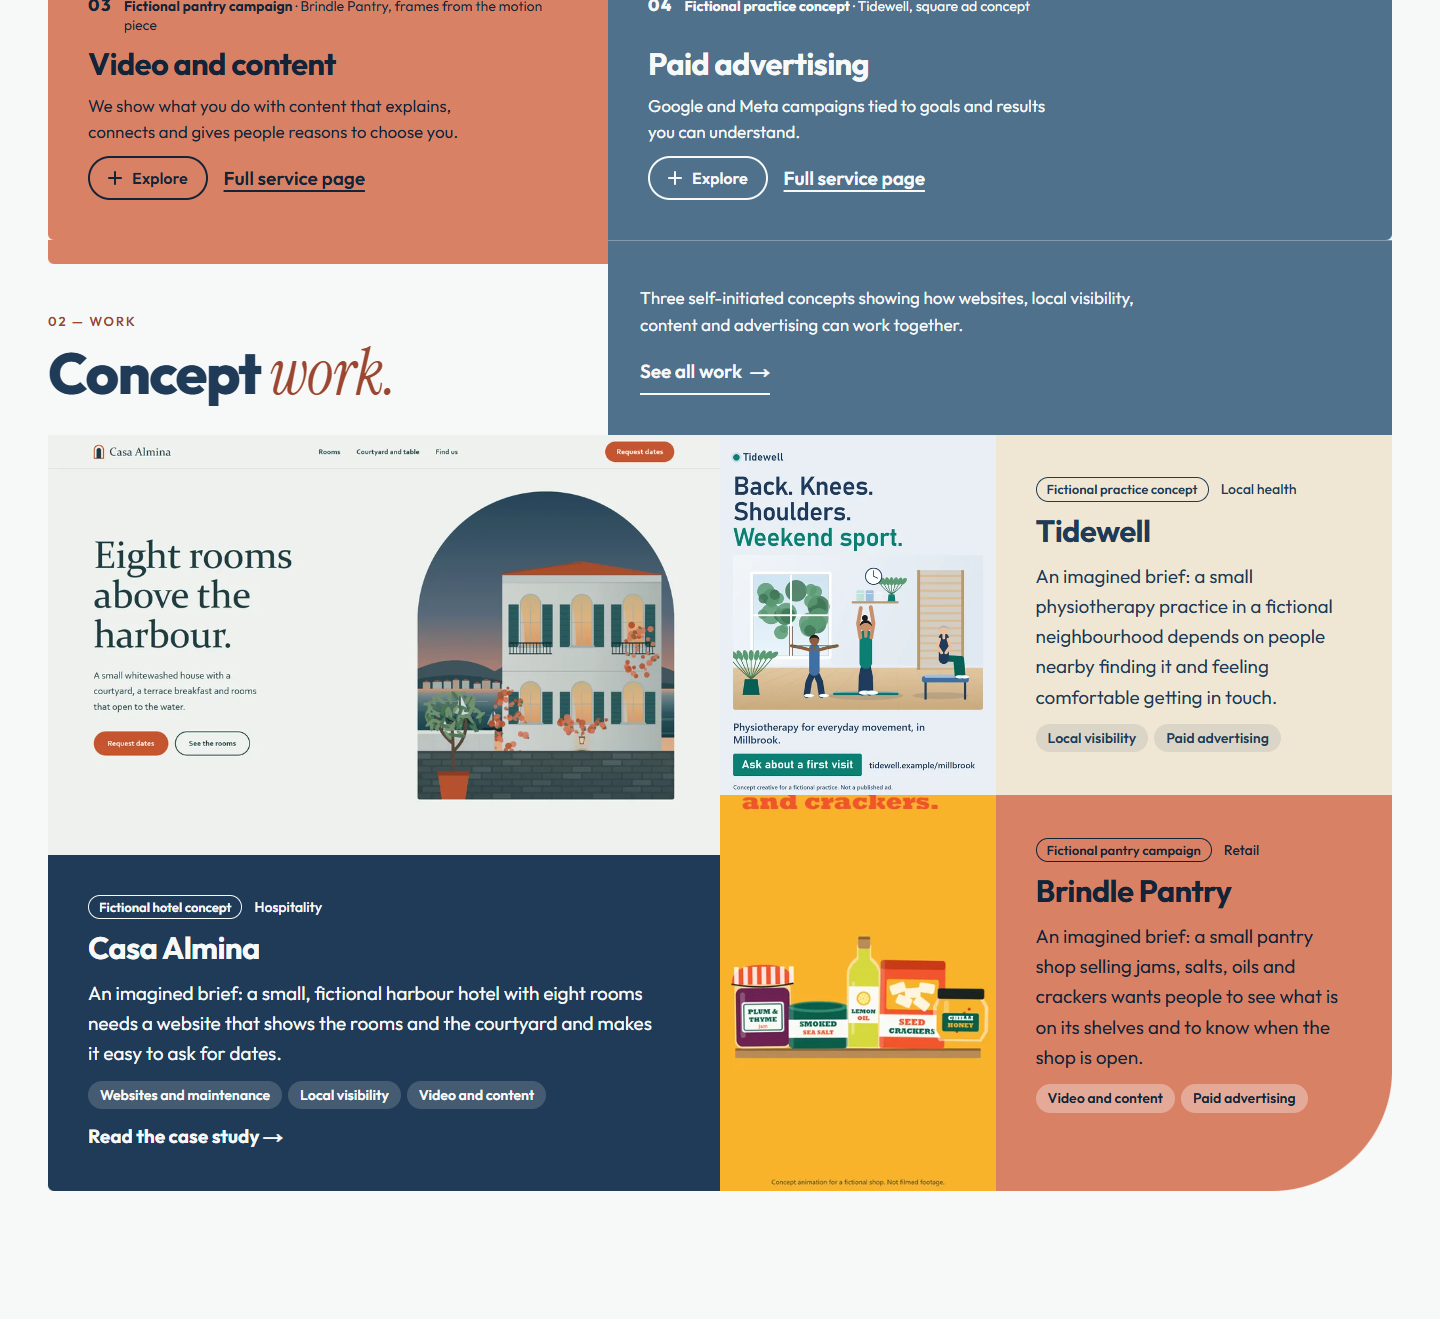 03 Fictional pantry campaign · Brindle Pantry, frames from the motion
piece
Video and content
We show what you do with content that explains,
connects and gives people reasons to choose you.
+ Explore Full service page
04 Fictional practice concept · Tidewell, square ad concept
Paid advertising
Google and Meta campaigns tied to goals and results
you can understand.
+ Explore Full service page
02 — WORK
Concept work.
Three self-initiated concepts showing how websites, local visibility,
content and advertising can work together.
See all work →
Casa Almina Rooms Courtyard and table Find us Request dates
Eight rooms
above the
harbour.
A small whitewashed house with a
courtyard, a terrace breakfast and rooms
that open to the water.
Request dates See the rooms
Fictional hotel concept Hospitality
Casa Almina
An imagined brief: a small, fictional harbour hotel with eight rooms
needs a website that shows the rooms and the courtyard and makes
it easy to ask for dates.
Websites and maintenance Local visibility Video and content
Read the case study →
Tidewell
Back. Knees.
Shoulders.
Weekend sport.
Physiotherapy for everyday movement, in
Millbrook.
Ask about a first visit tidewell.example/millbrook
Concept creative for a fictional practice. Not a published ad.
Fictional practice concept Local health
Tidewell
An imagined brief: a small
physiotherapy practice in a fictional
neighbourhood depends on people
nearby finding it and feeling
comfortable getting in touch.
Local visibility Paid advertising
and crackers.
PLUM &
THYME
jam
SMOKED
SEA SALT
LEMON
OIL
SEED
CRACKERS
CHILLI
HONEY
Concept animation for a fictional shop. Not filmed footage.
Fictional pantry campaign Retail
Brindle Pantry
An imagined brief: a small pantry
shop selling jams, salts, oils and
crackers wants people to see what is
on its shelves and to know when the
shop is open.
Video and content Paid advertising